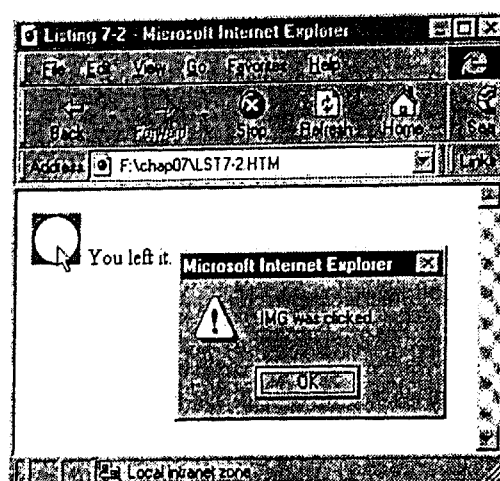 Listing 7-2 - Microsoft Internet Explorer
File Edit View Go Favorites Help
Back Forward Stop Refresh Home
Address F:\chap07\LST7-2.HTM Links
You left it.
Microsoft Internet Explorer
IMG was clicked.
OK
Local intranet zone